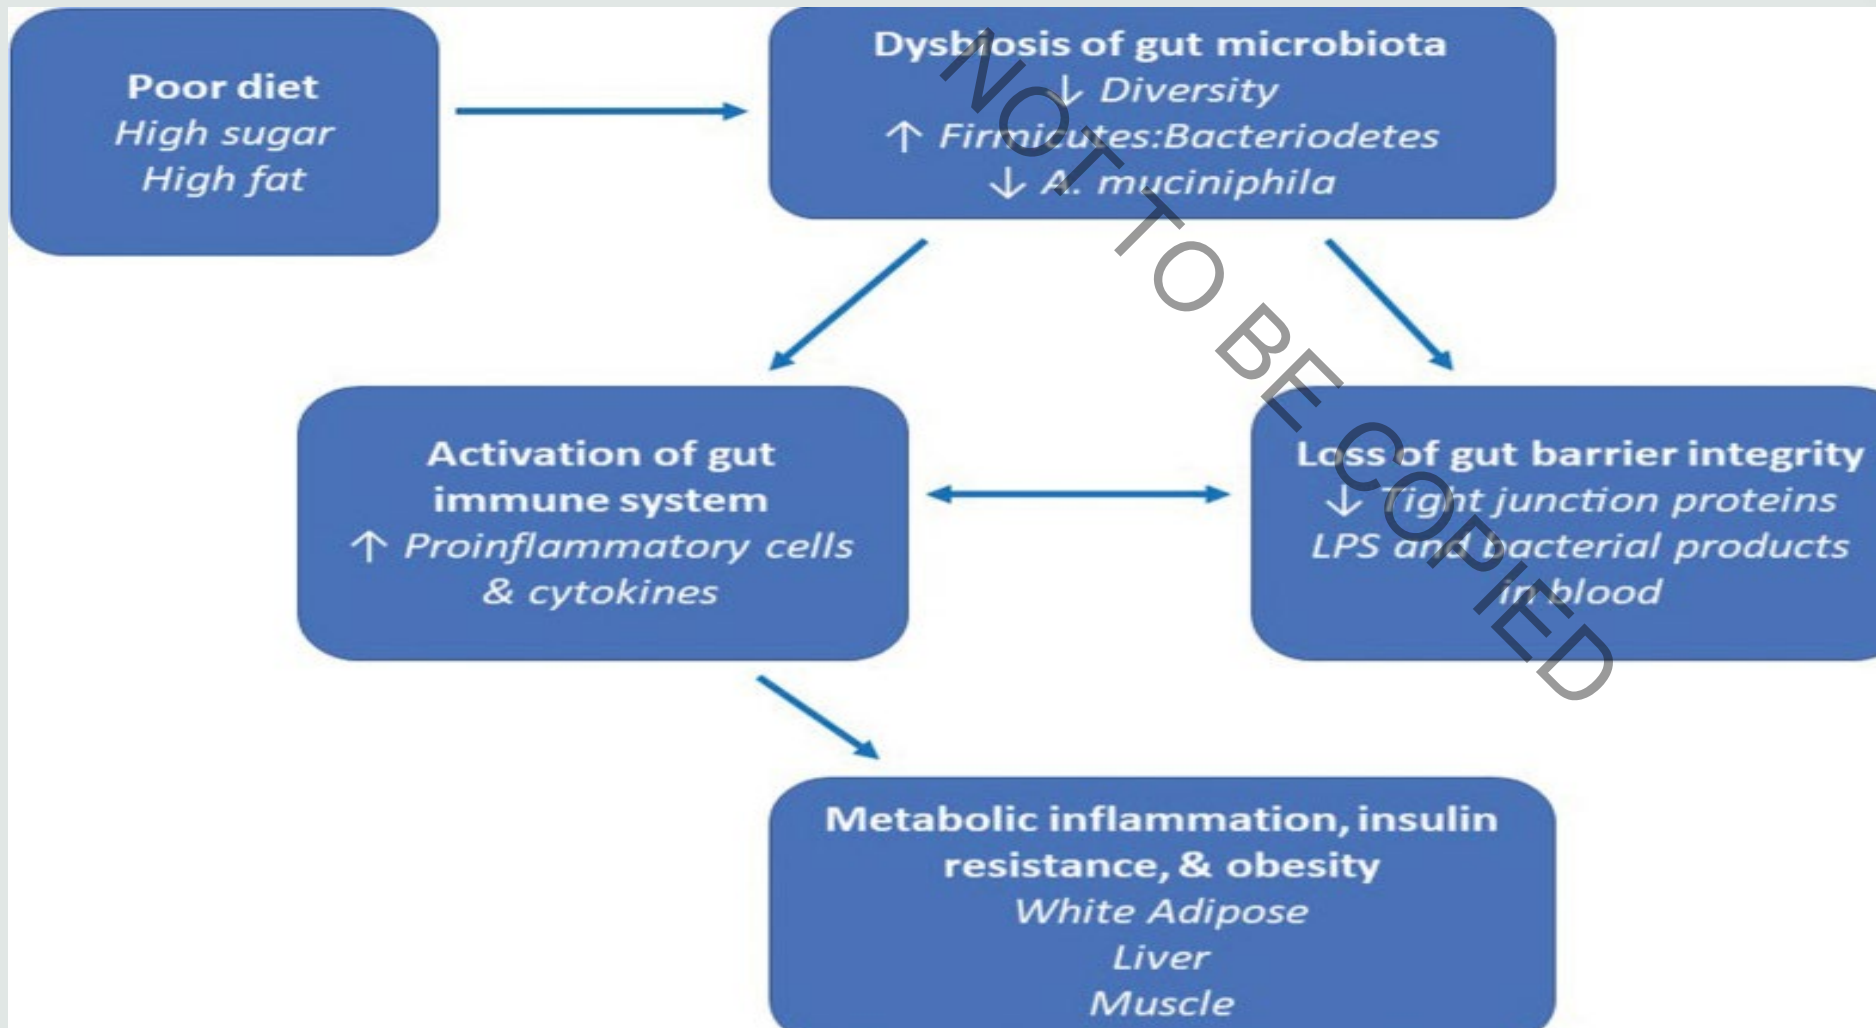 Poor diet
High sugar
High fat
Dysbiosis of gut microbiota
↓ Diversity
↑ Firmicutes:Bacteriodetes
↓ A. muciniphila
Activation of gut
immune system
↑ Proinflammatory cells
& cytokines
Loss of gut barrier integrity
↓ Tight junction proteins
LPS and bacterial products
in blood
Metabolic inflammation, insulin
resistance, & obesity
White Adipose
Liver
Muscle
NOT TO BE COPIED